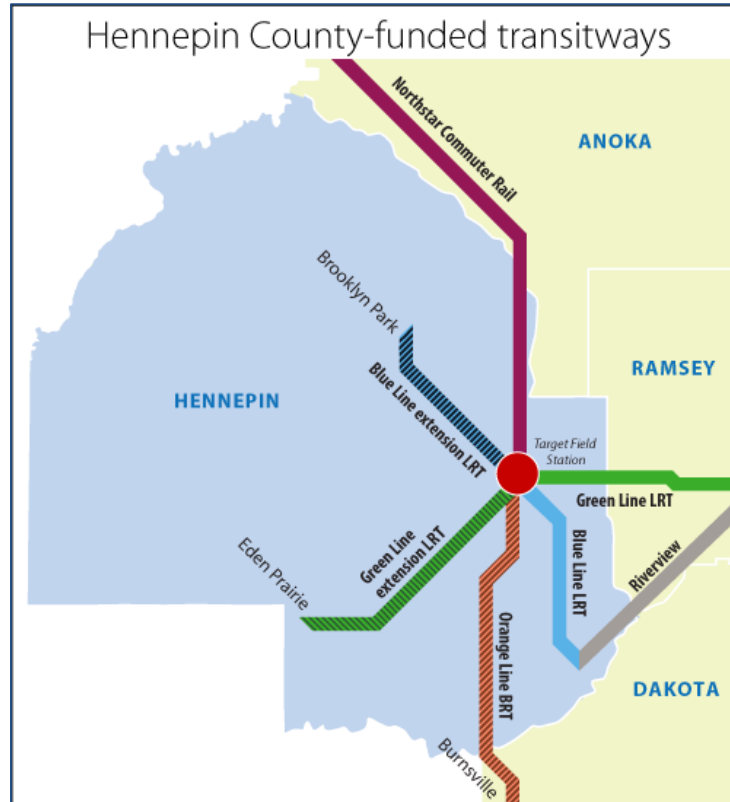 Hennepin County-funded transitways
Northstar Commuter Rail
ANOKA
Brooklyn Park
RAMSEY
Blue Line extension LRT
HENNEPIN
Target Field
Station
Green Line LRT
Green Line
extension LRT
Blue Line LRT
Riverview
Eden Prairie
Orange Line BRT
DAKOTA
Burnsville